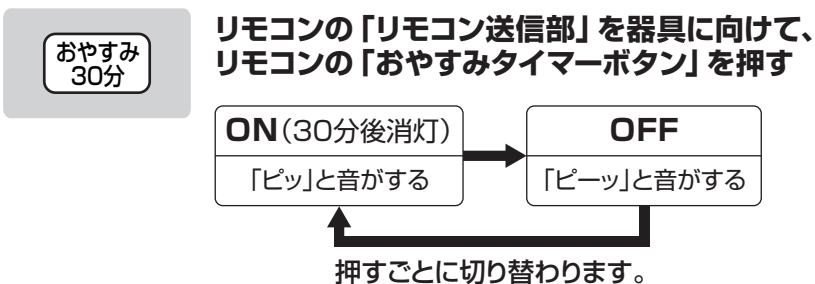 おやすみ
30分
リモコンの「リモコン送信部」を器具に向けて、
リモコンの「おやすみタイマーボタン」を押す
ON（30分後消灯）
「ピッ」と音がする
OFF
「ピーッ」と音がする
押すごとに切り替わります。